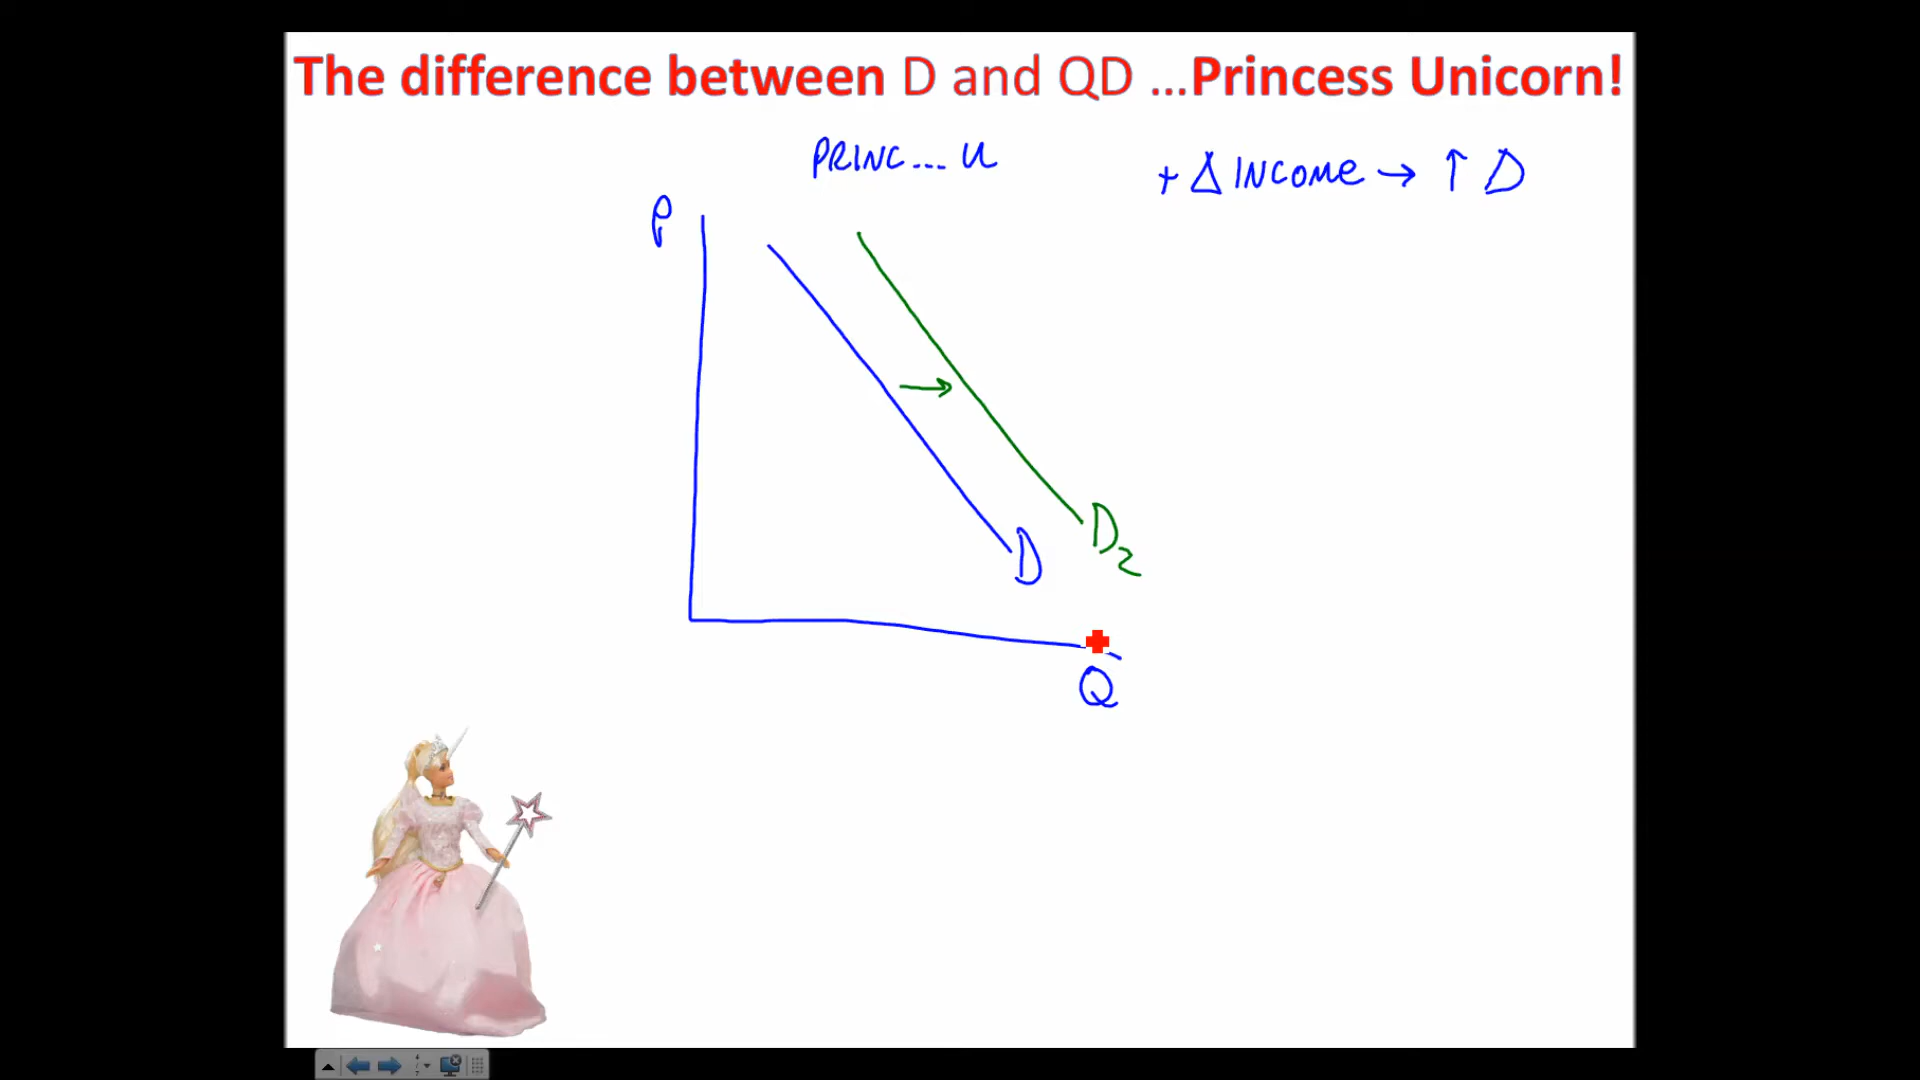 The difference between D and QD ...Princess Unicorn!
PRINC... U
+ Δ INCOME → ↑ D
P
D
D2
Q